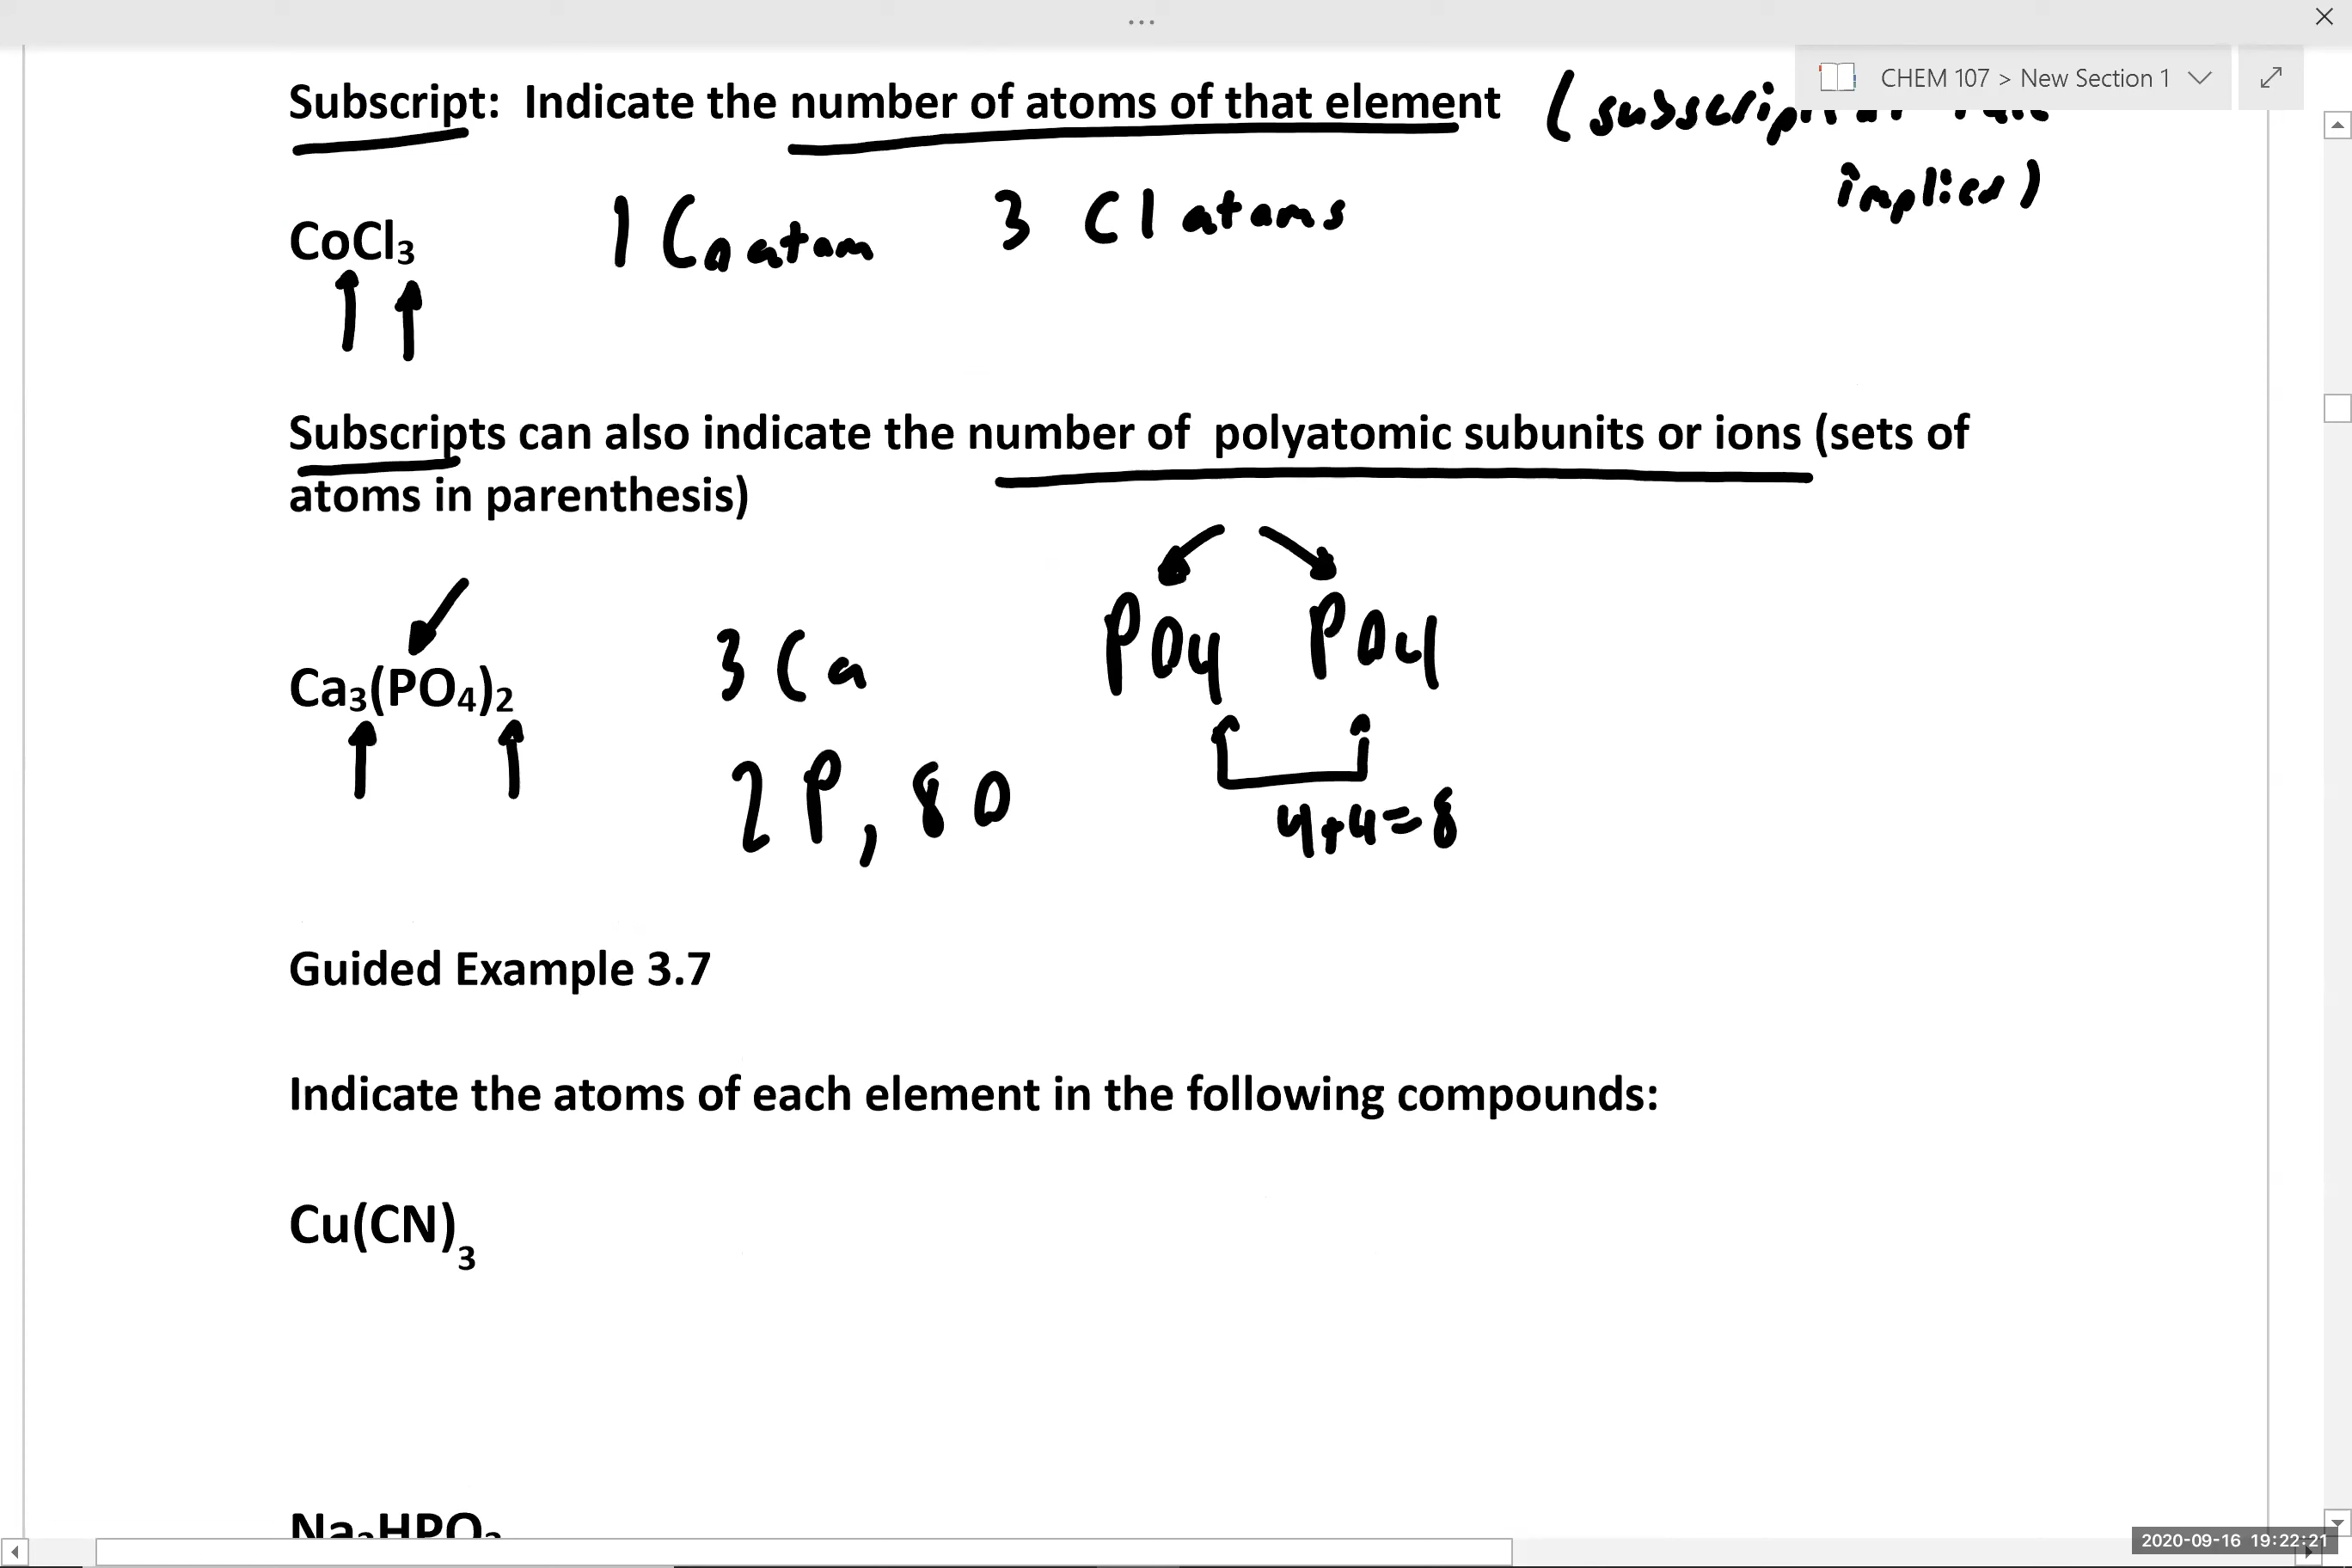 CHEM 107 > New Section 1
Subscript: Indicate the number of atoms of that element (
implied)
CoCl₃ 1 Co atom 3 Cl atoms
Subscripts can also indicate the number of polyatomic subunits or ions (sets of
atoms in parenthesis)
PO4 PO4
Ca₃(PO₄)₂ 3 Ca
2 P, 8 O
4+4=8
Guided Example 3.7
Indicate the atoms of each element in the following compounds:
Cu(CN)₃
2020-09-16 19:22:21